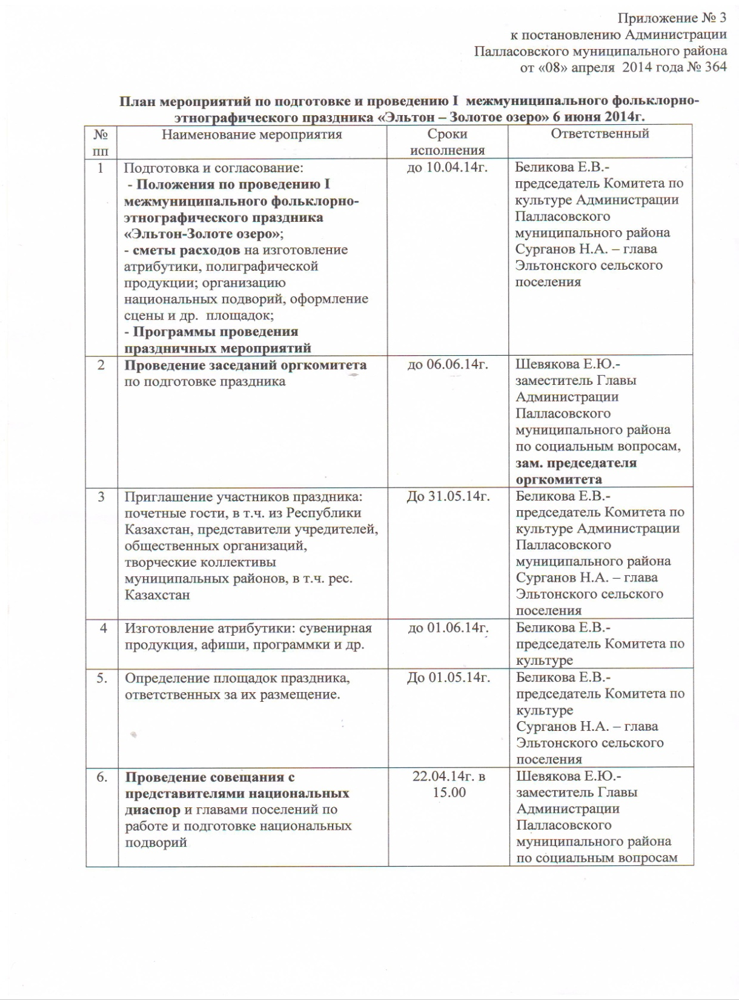 Приложение № 3
к постановлению Администрации
Палласовского муниципального района
от «08» апреля 2014 года № 364
План мероприятий по подготовке и проведению I межмуниципального фольклорно-
этнографического праздника «Эльтон – Золотое озеро» 6 июня 2014г.
№ пп
Наименование мероприятия
Сроки
исполнения
Ответственный
1
Подготовка и согласование:
- Положения по проведению I
межмуниципального фольклорно-
этнографического праздника
«Эльтон-Золоте озеро»;
- сметы расходов на изготовление
атрибутики, полиграфической
продукции; организацию
национальных подворий, оформление
сцены и др. площадок;
- Программы проведения
праздничных мероприятий
до 10.04.14г.
Беликова Е.В.-
председатель Комитета по
культуре Администрации
Палласовского
муниципального района
Сурганов Н.А. – глава
Эльтонского сельского
поселения
2
Проведение заседаний оргкомитета
по подготовке праздника
до 06.06.14г.
Шевякова Е.Ю.-
заместитель Главы
Администрации
Палласовского
муниципального района
по социальным вопросам,
зам. председателя
оргкомитета
3
Приглашение участников праздника:
почетные гости, в т.ч. из Республики
Казахстан, представители учредителей,
общественных организаций,
творческие коллективы
муниципальных районов, в т.ч. рес.
Казахстан
До 31.05.14г.
Беликова Е.В.-
председатель Комитета по
культуре Администрации
Палласовского
муниципального района
Сурганов Н.А. – глава
Эльтонского сельского
поселения
4
Изготовление атрибутики: сувенирная
продукция, афиши, программки и др.
до 01.06.14г.
Беликова Е.В.-
председатель Комитета по
культуре
5.
Определение площадок праздника,
ответственных за их размещение.
До 01.05.14г.
Беликова Е.В.-
председатель Комитета по
культуре
Сурганов Н.А. – глава
Эльтонского сельского
поселения
6.
Проведение совещания с
представителями национальных
диаспор и главами поселений по
работе и подготовке национальных
подворий
22.04.14г. в
15.00
Шевякова Е.Ю.-
заместитель Главы
Администрации
Палласовского
муниципального района
по социальным вопросам